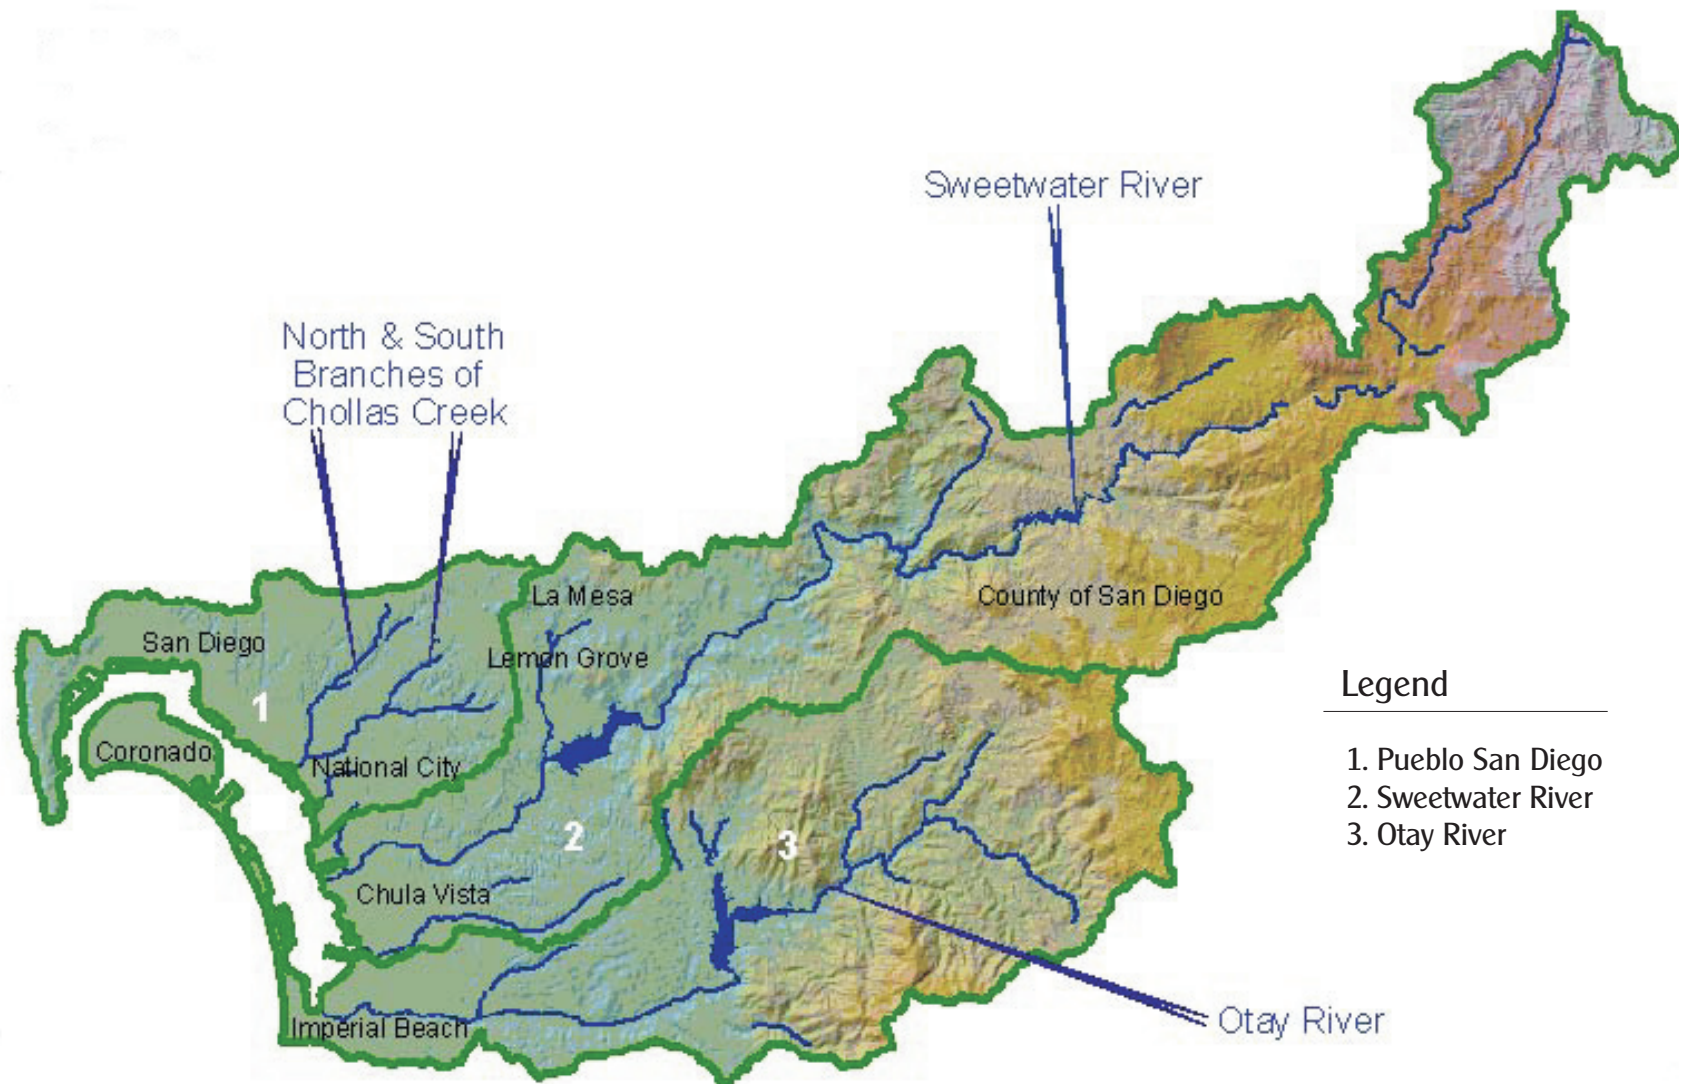 Sweetwater River
North & South
Branches of
Chollas Creek
La Mesa
County of San Diego
San Diego
Lemon Grove
1
Coronado
National City
2
3
Chula Vista
Imperial Beach
Otay River
Legend
1. Pueblo San Diego
2. Sweetwater River
3. Otay River